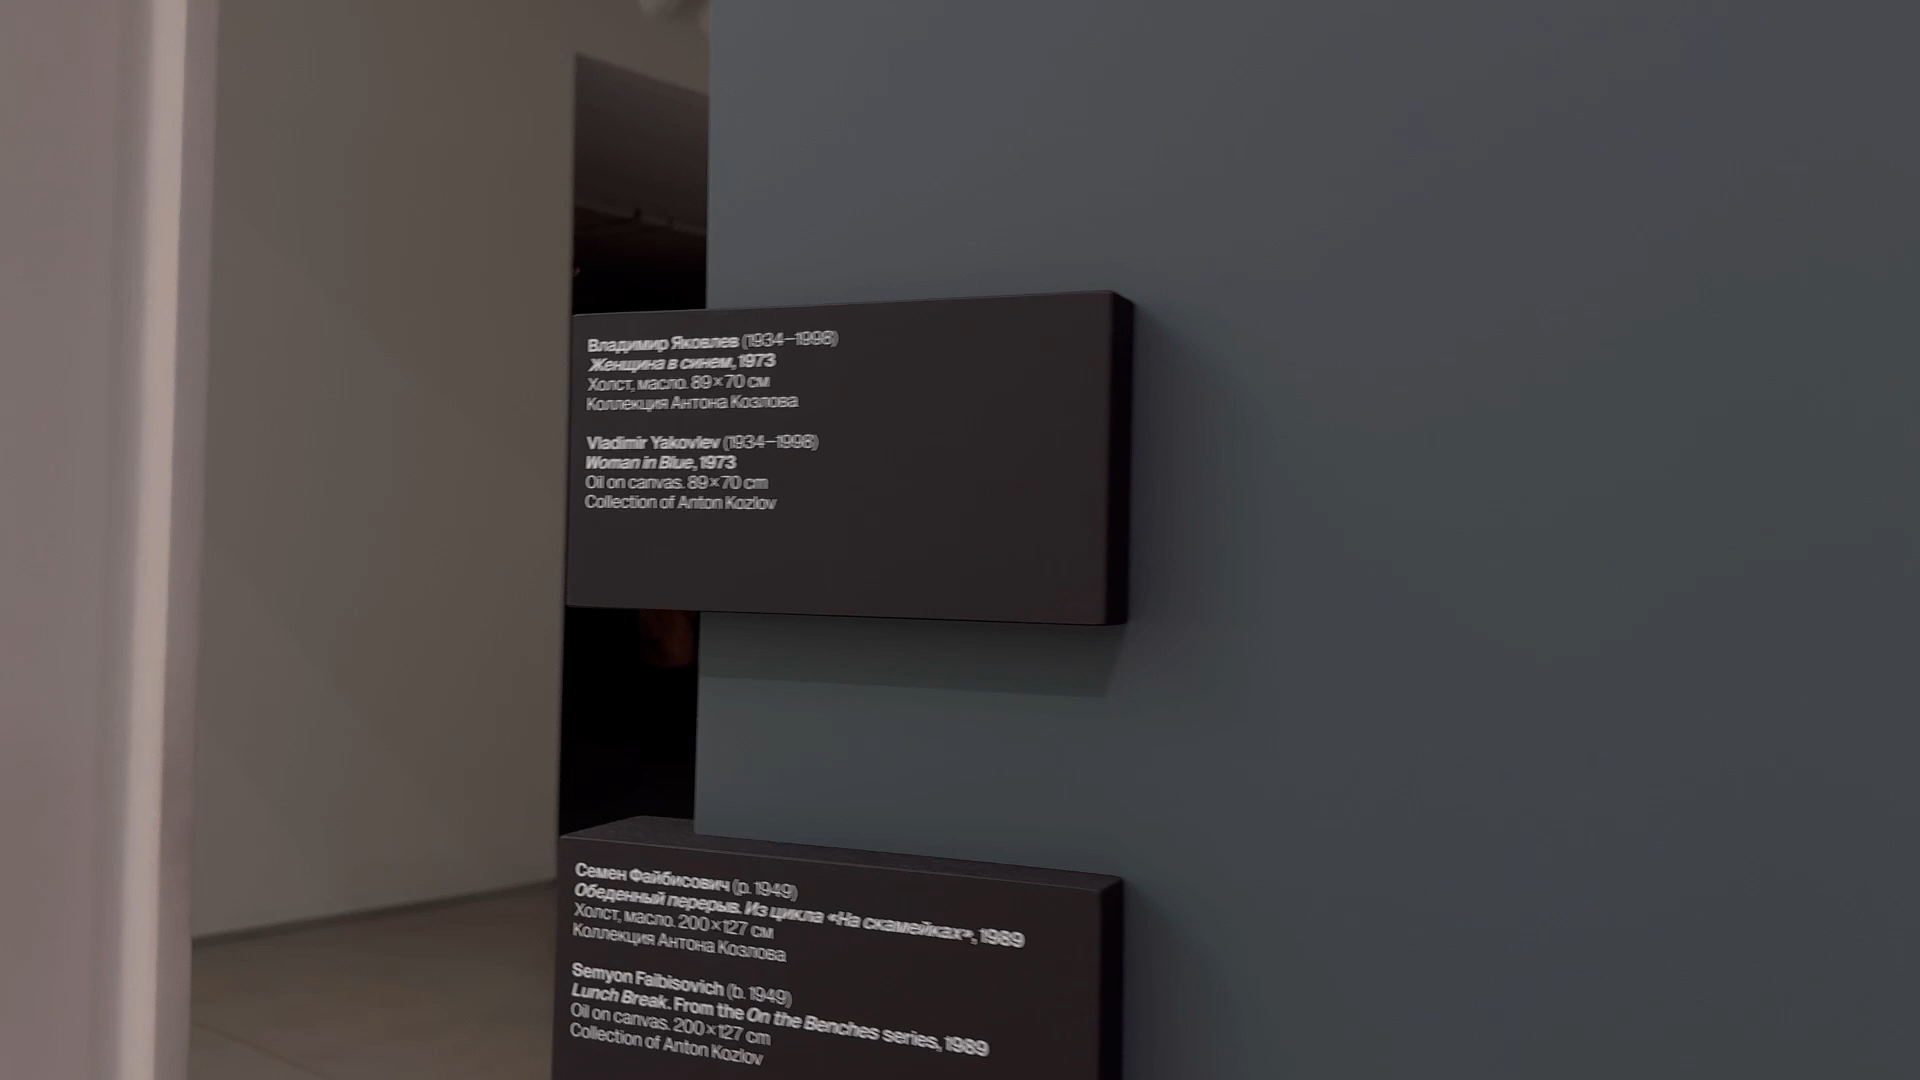 Владимир Яковлев (1934–1998)
Женщина в синем, 1973
Холст, масло. 89×70 см
Коллекция Антона Козлова
Vladimir Yakovlev (1934–1998)
Woman in Blue, 1973
Oil on canvas. 89×70 cm
Collection of Anton Kozlov
Семен Файбисович (р. 1949)
Обеденный перерыв. Из цикла «На скамейках», 1989
Холст, масло. 200×127 см
Коллекция Антона Козлова
Semyon Faibisovich (b. 1949)
Lunch Break. From the On the Benches series, 1989
Oil on canvas. 200×127 cm
Collection of Anton Kozlov